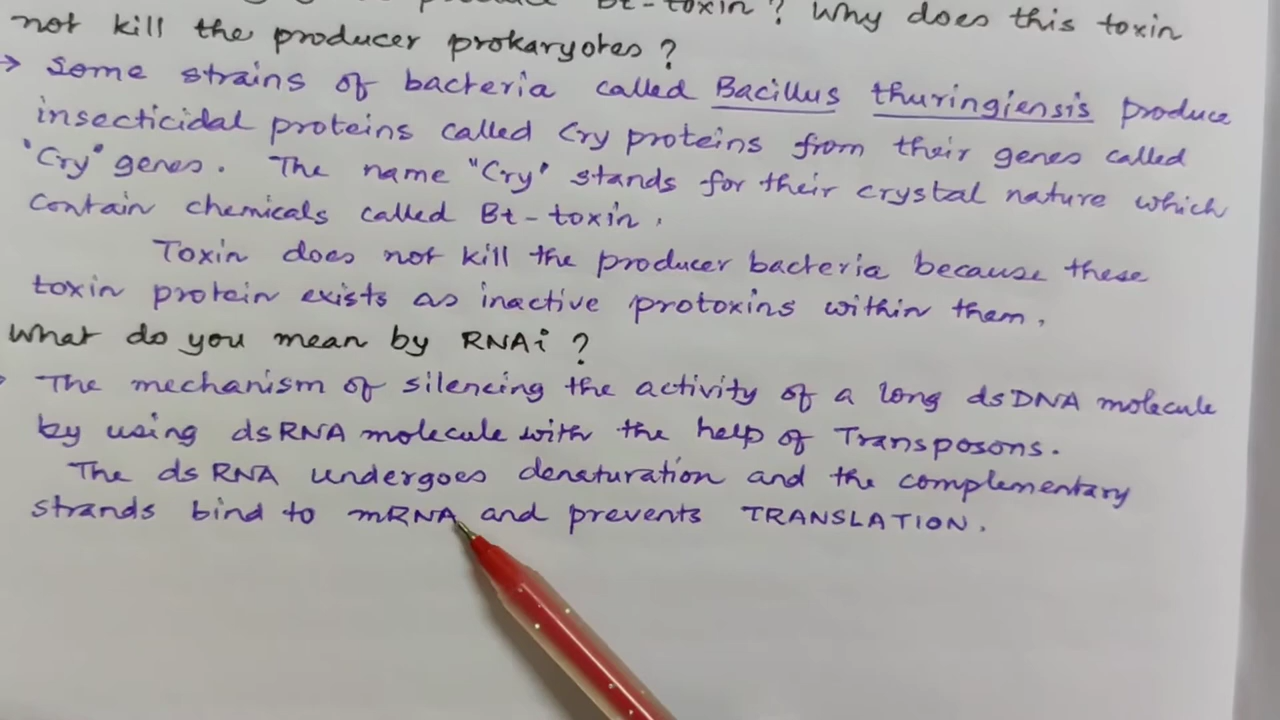 Bt-toxin? Why does this toxin
not kill the producer prokaryotes?
→ Some strains of bacteria called Bacillus thuringiensis produce
insecticidal proteins called Cry proteins from their genes called
"Cry" genes. The name "Cry" stands for their crystal nature which
contain chemicals called Bt-toxin.
Toxin does not kill the producer bacteria because these
toxin protein exists as inactive protoxins within them.
What do you mean by RNAi?
The mechanism of silencing the activity of a long dsDNA molecule
by using dsRNA molecule with the help of Transposons.
The ds RNA undergoes denaturation and the complementary
strands bind to mRNA and prevents TRANSLATION.